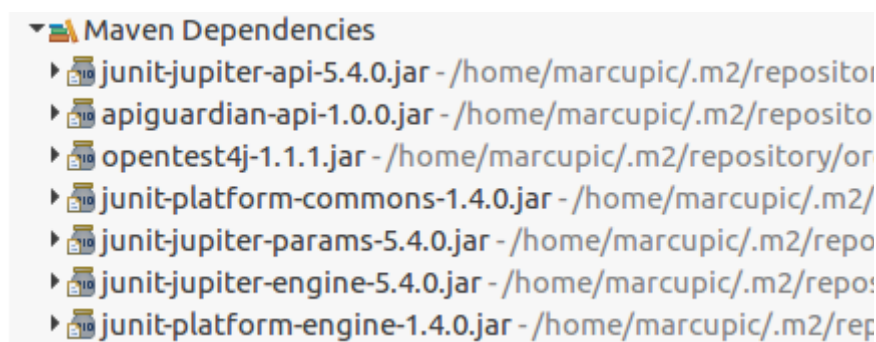 Maven Dependencies
junit-jupiter-api-5.4.0.jar - /home/marcupic/.m2/repositor
apiguardian-api-1.0.0.jar - /home/marcupic/.m2/reposito
opentest4j-1.1.1.jar - /home/marcupic/.m2/repository/or
junit-platform-commons-1.4.0.jar - /home/marcupic/.m2/
junit-jupiter-params-5.4.0.jar - /home/marcupic/.m2/repo
junit-jupiter-engine-5.4.0.jar - /home/marcupic/.m2/repos
junit-platform-engine-1.4.0.jar - /home/marcupic/.m2/rep